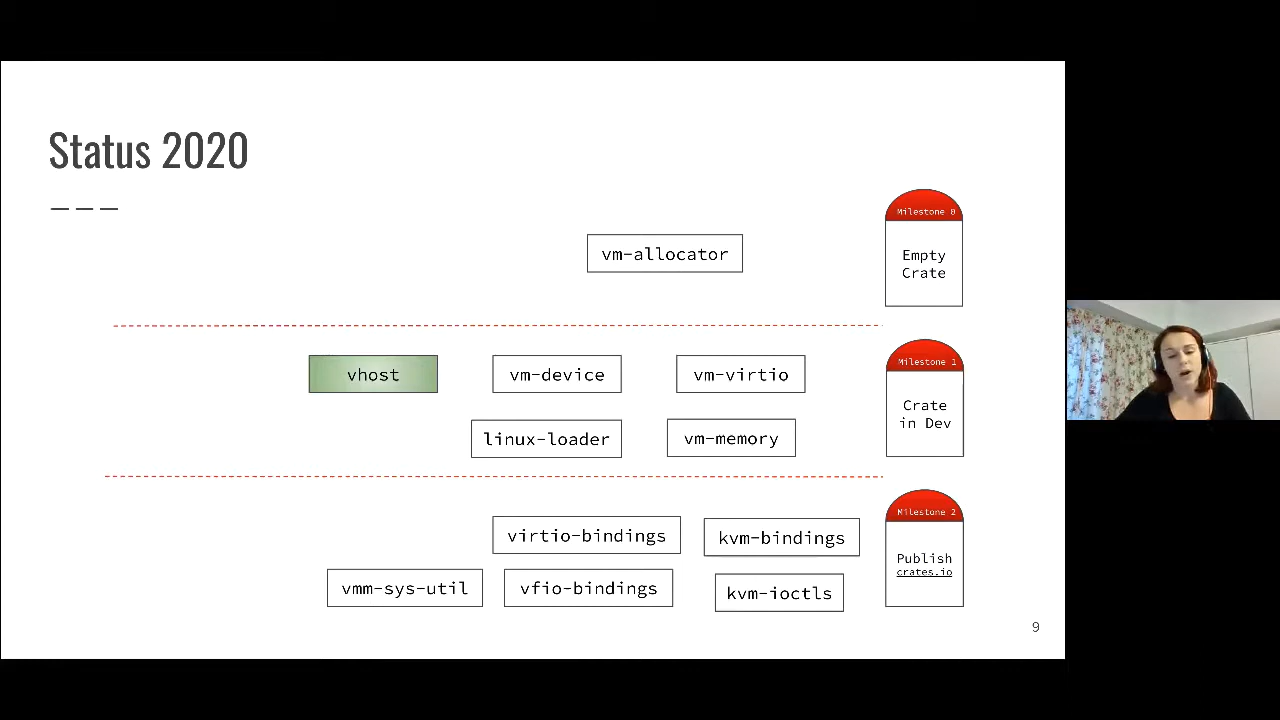 Status 2020
Milestone 0
vm-allocator
Empty
Crate
Milestone 1
vhost
vm-device
vm-virtio
Crate
in Dev
linux-loader
vm-memory
Milestone 2
virtio-bindings
kvm-bindings
Publish
crates.io
vmm-sys-util
vfio-bindings
kvm-ioctls
9